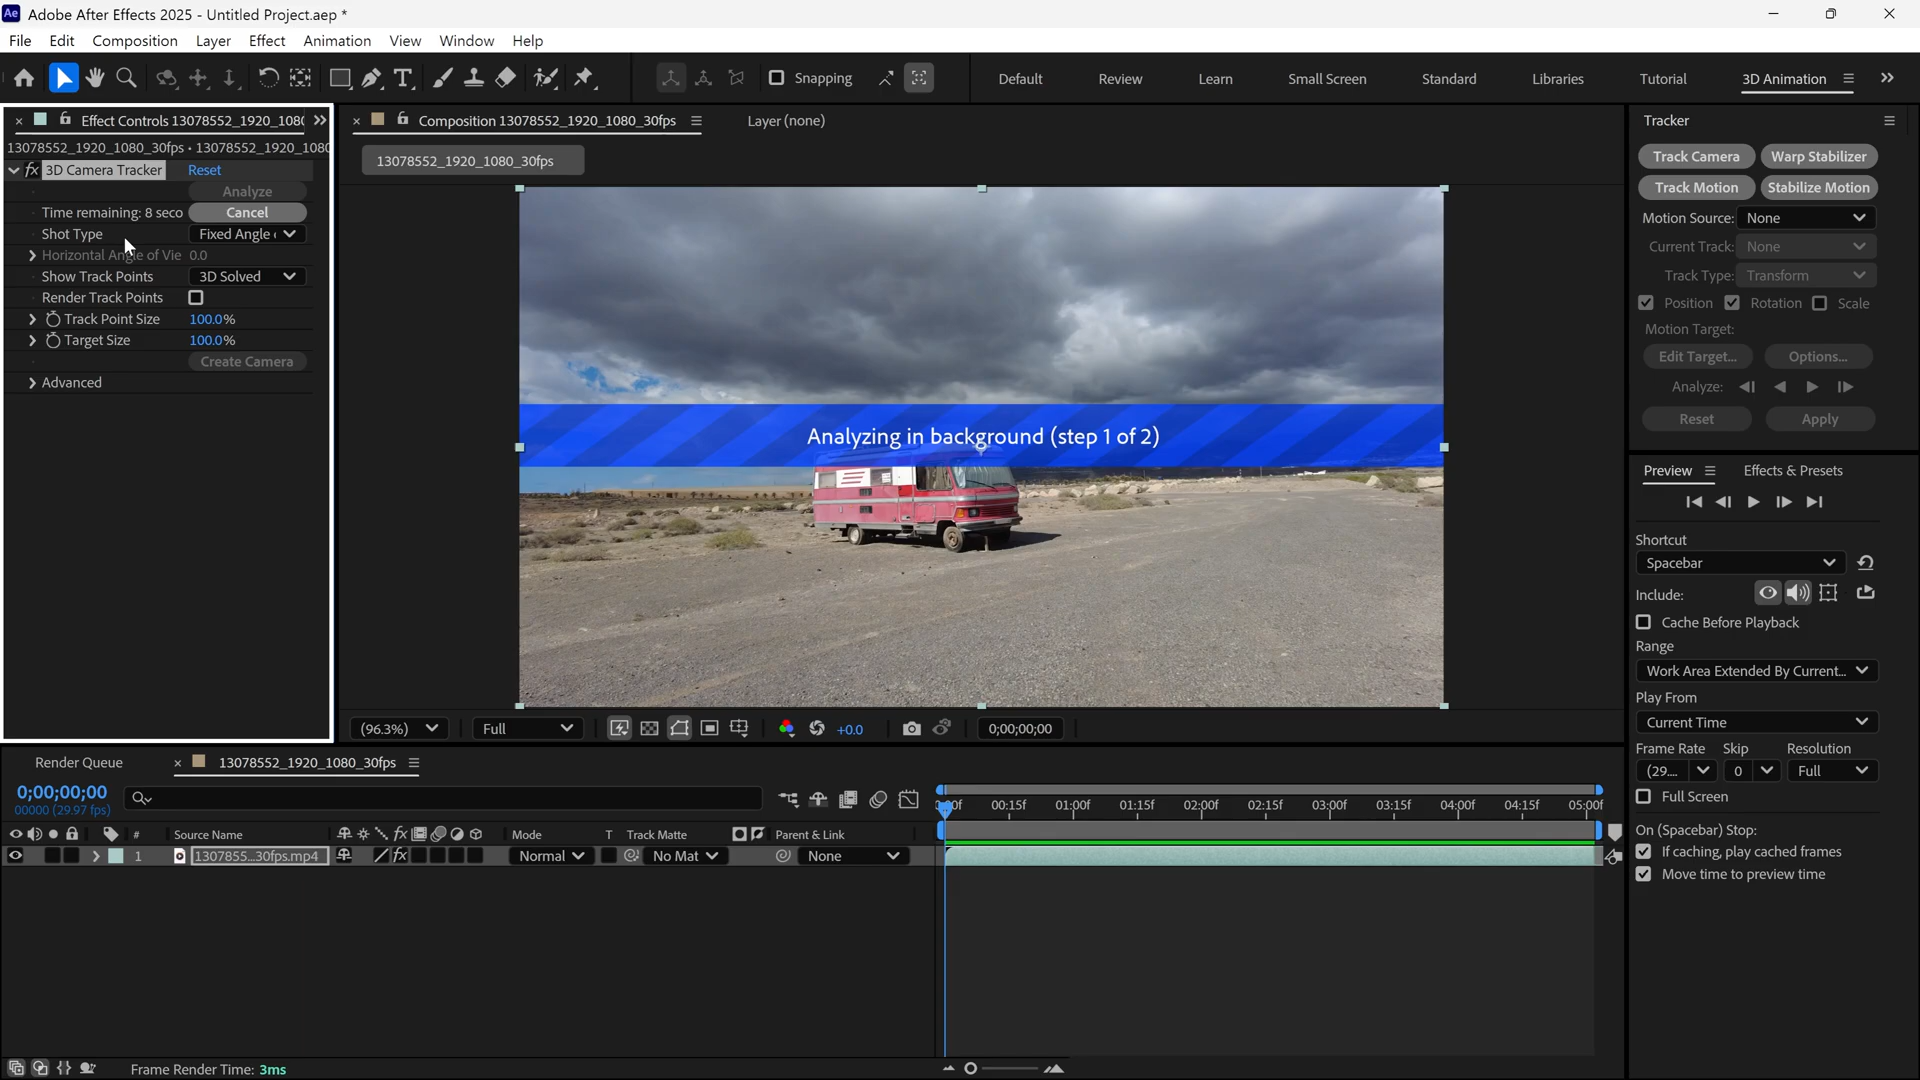 Adobe After Effects 2025 - Untitled Project.aep *
File Edit Composition Layer Effect Animation View Window Help
Snapping
Default Review Learn Small Screen Standard Libraries Tutorial 3D Animation
Effect Controls 13078552_1920_108
13078552_1920_1080_30fps • 13078552_1920_1080
fx 3D Camera Tracker Reset
Analyze
Time remaining: 8 seco Cancel
Shot Type Fixed Angle
Horizontal Angle of Vie 0.0
Show Track Points 3D Solved
Render Track Points
Track Point Size 100.0%
Target Size 100.0%
Create Camera
Advanced
Composition 13078552_1920_1080_30fps
Layer (none)
13078552_1920_1080_30fps
Analyzing in background (step 1 of 2)
(96.3%) Full +0.0 0;00;00;00
Tracker
Track Camera Warp Stabilizer
Track Motion Stabilize Motion
Motion Source: None
Current Track: None
Track Type: Transform
Position Rotation Scale
Motion Target:
Edit Target... Options...
Analyze:
Reset Apply
Preview Effects & Presets
Shortcut
Spacebar
Include:
Cache Before Playback
Range
Work Area Extended By Current...
Play From
Current Time
Frame Rate Skip Resolution
(29.... 0 Full
Full Screen
On (Spacebar) Stop:
If caching, play cached frames
Move time to preview time
Render Queue 13078552_1920_1080_30fps
0;00;00;00
00000 (29.97 fps)
00f 00:15f 01:00f 01:15f 02:00f 02:15f 03:00f 03:15f 04:00f 04:15f 05:00f
# Source Name fx Mode T Track Matte Parent & Link
1 1307855...30fps.mp4 fx Normal No Mat None
Frame Render Time: 3ms